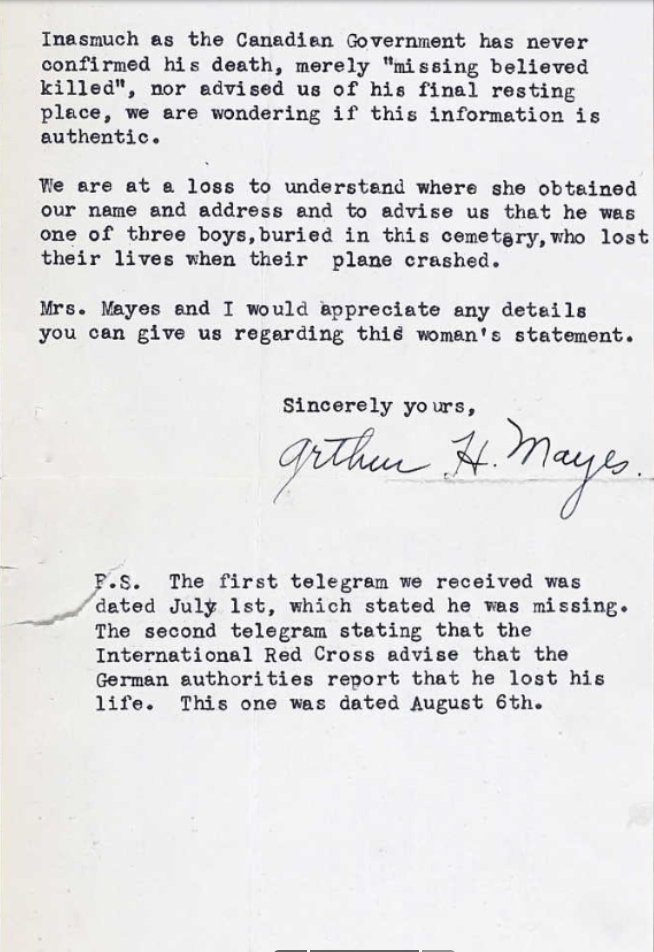 Inasmuch as the Canadian Government has never
confirmed his death, merely "missing believed
killed", nor advised us of his final resting
place, we are wondering if this information is
authentic.
We are at a loss to understand where she obtained
our name and address and to advise us that he was
one of three boys,buried in this cemetery,who lost
their lives when their plane crashed.
Mrs. Mayes and I would appreciate any details
you can give us regarding this woman's statement.
Sincerely yours,
Arthur H. Mayes.
P.S. The first telegram we received was
dated July 1st, which stated he was missing.
The second telegram stating that the
International Red Cross advise that the
German authorities report that he lost his
life. This one was dated August 6th.